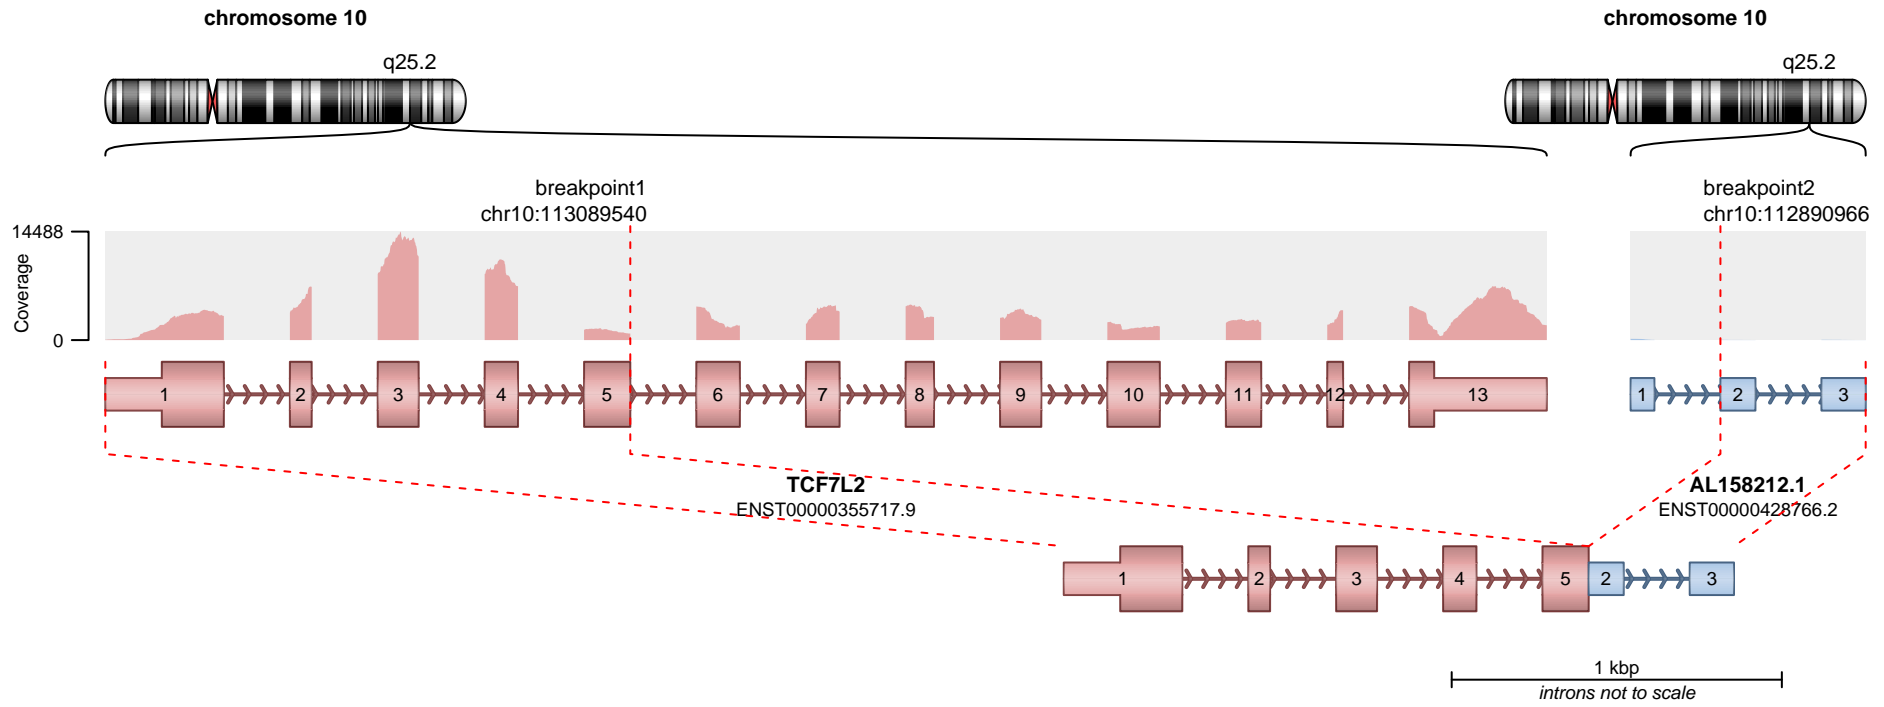 chromosome 10
chromosome 10
q25.2
q25.2
breakpoint1
chr10:113089540
breakpoint2
chr10:112890966
14488
Coverage
0
1 2 3 4 5 6 7 8 9 10 11 12 13
1 2 3
TCF7L2
ENST00000355717.9
AL158212.1
ENST00000428766.2
1 2 3 4 5 2 3
1 kbp
introns not to scale